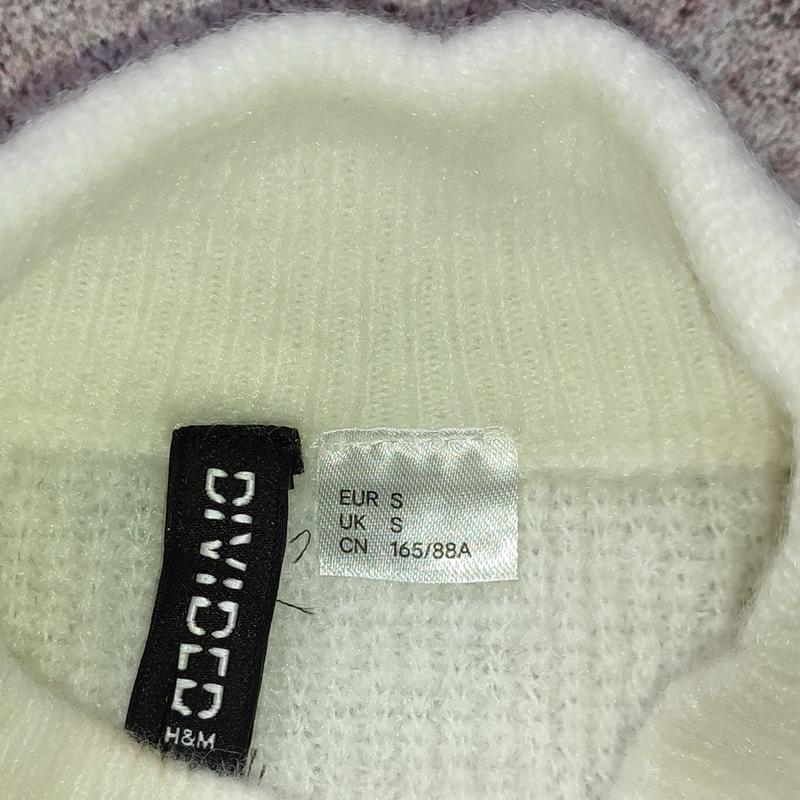 DIVIDED
H&M
EUR S
UK S
CN 165/88A